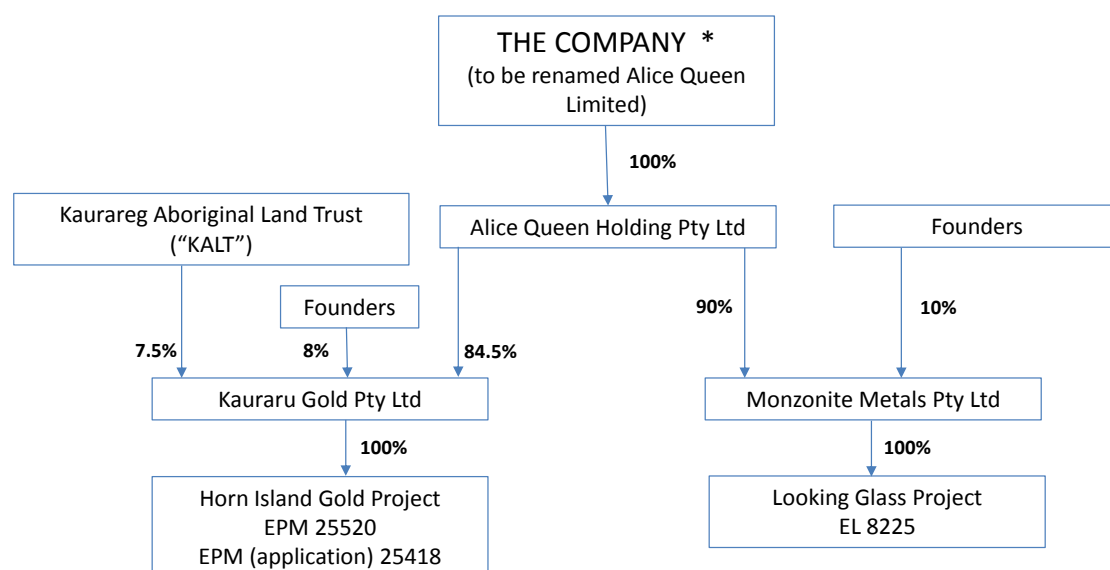 THE COMPANY *
(to be renamed Alice Queen
Limited)
100%
Kaurareg Aboriginal Land Trust
(“KALT”)
Alice Queen Holding Pty Ltd
Founders
Founders
90%
10%
7.5%
8%
84.5%
Kauraru Gold Pty Ltd
Monzonite Metals Pty Ltd
100%
100%
Horn Island Gold Project
EPM 25520
EPM (application) 25418
Looking Glass Project
EL 8225